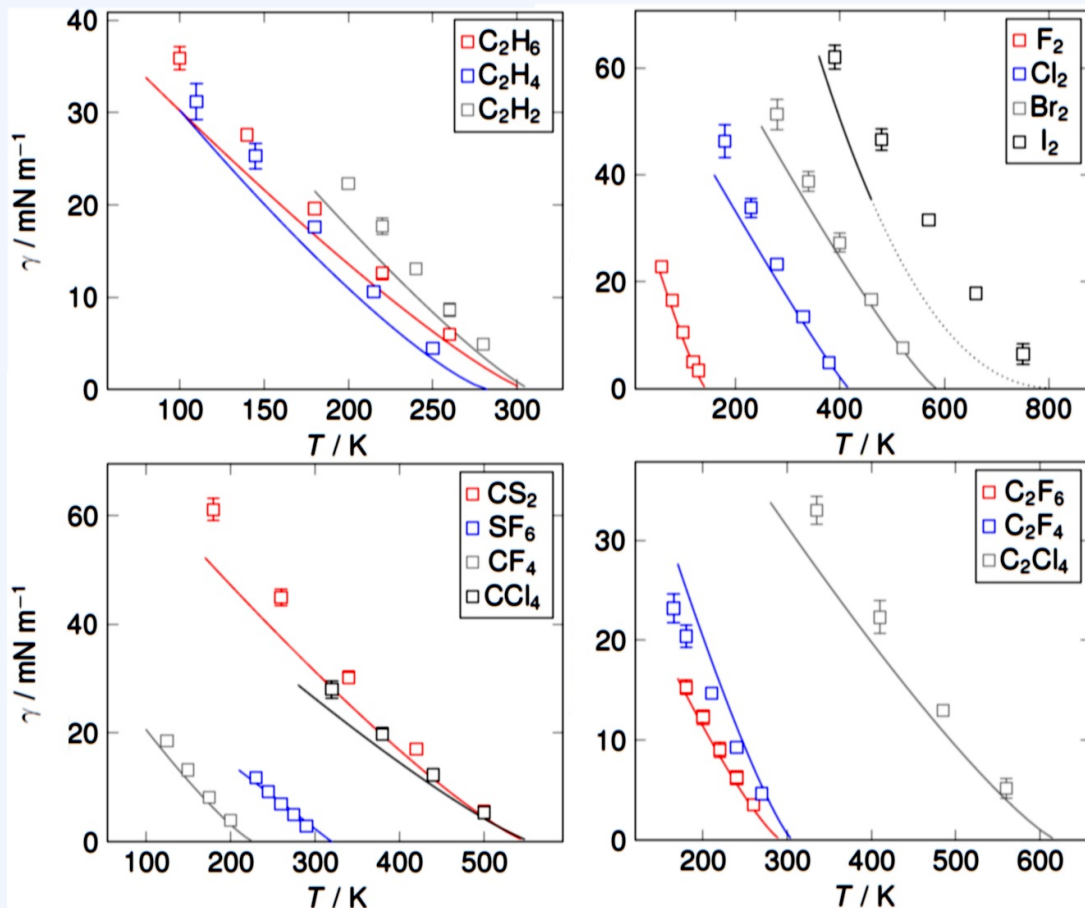 40
30
20
10
0
γ / mN m⁻¹
C₂H₆
C₂H₄
C₂H₂
100 150 200 250 300
T / K
60
40
20
0
F₂
Cl₂
Br₂
I₂
200 400 600 800
T / K
60
40
20
0
γ / mN m⁻¹
CS₂
SF₆
CF₄
CCl₄
100 200 300 400 500
T / K
30
20
10
0
C₂F₆
C₂F₄
C₂Cl₄
200 300 400 500 600
T / K